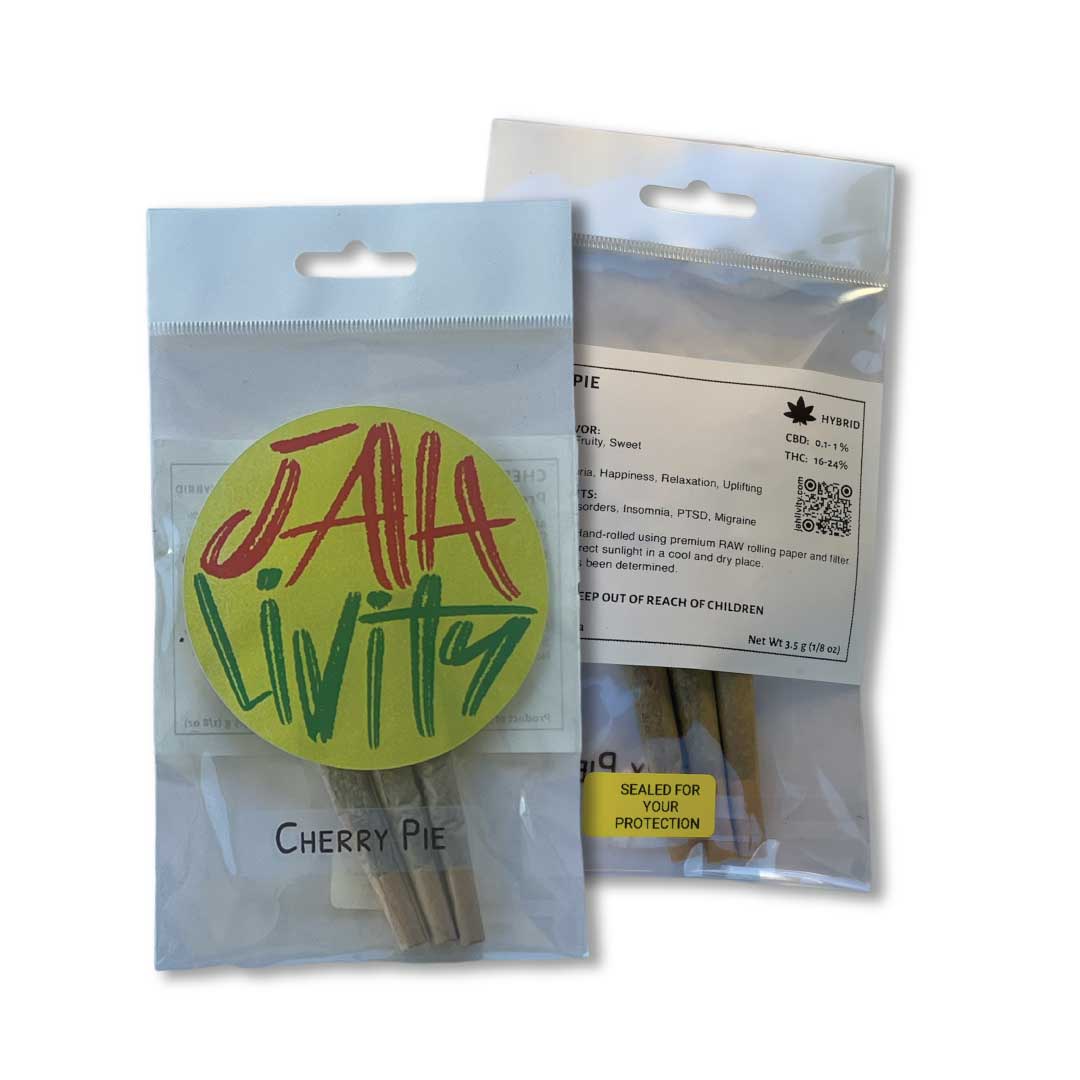 JAH
Livity
CHERRY PIE
PIE
HYBRID
CBD: 0.1-1%
THC: 16-24%
VOR:
Fruity, Sweet
ria, Happiness, Relaxation, Uplifting
TS:
sorders, Insomnia, PTSD, Migraine
jahlivity.com
Hand-rolled using premium RAW rolling paper and filter.
rect sunlight in a cool and dry place.
s been determined.
EEP OUT OF REACH OF CHILDREN
a
Net Wt 3.5 g (1/8 oz)
SEALED FOR
YOUR
PROTECTION